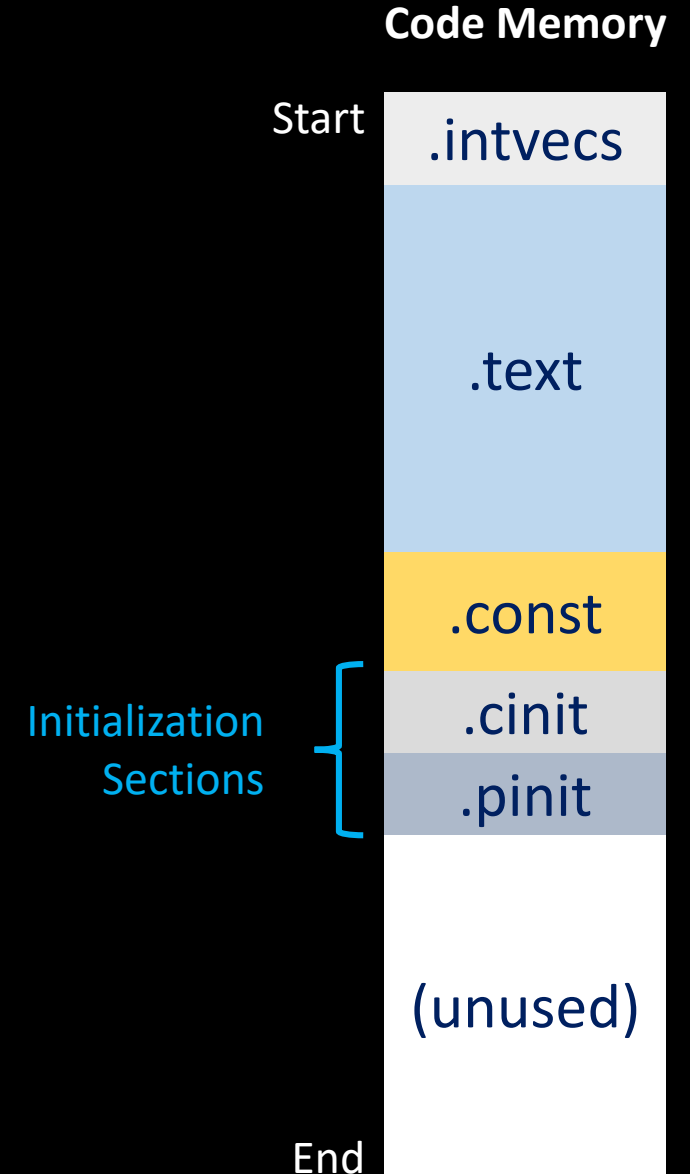 Code Memory
Start
.intvecs
.text
.const
Initialization
Sections
.cinit
.pinit
(unused)
End